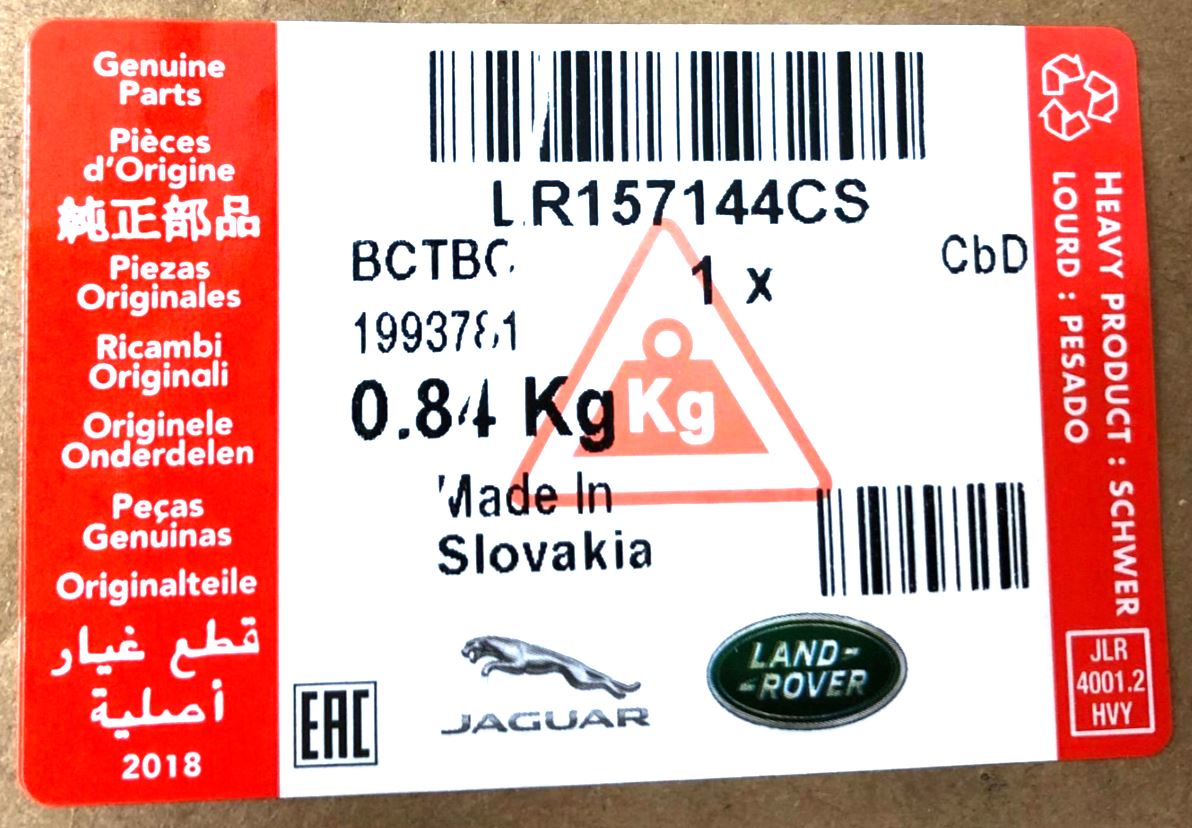 Genuine
Parts
Pièces
d'Origine
純正部品
Piezas
Originales
Ricambi
Originali
Originele
Onderdelen
Peças
Genuinas
Originalteile
قطع غيار
أصلية
2018
LR157144CS
1 x
CbD
0.84 Kg
Kg
Made In
Slovakia
EAC
JAGUAR
LAND-
-ROVER
HEAVY PRODUCT : SCHWER
LOURD : PESADO
JLR
4001.2
HVY